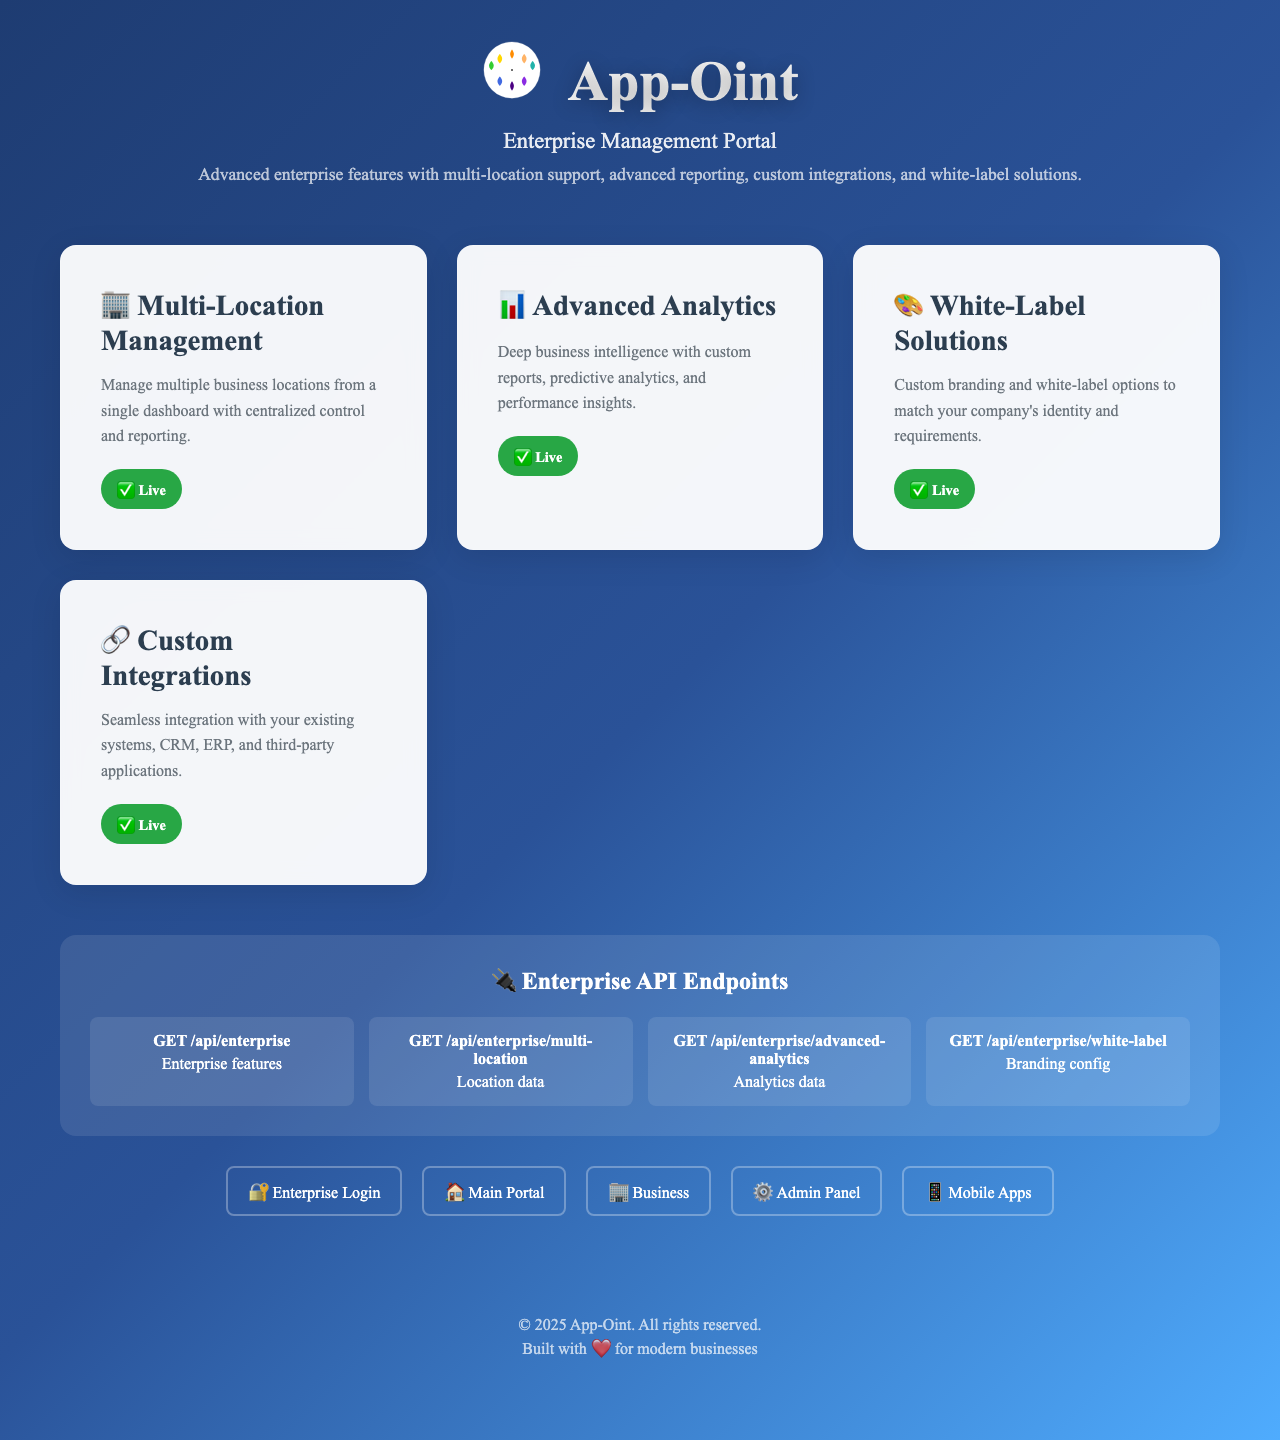 App-Oint
Enterprise Management Portal
Advanced enterprise features with multi-location support, advanced reporting, custom integrations, and white-label solutions.
🏢 Multi-Location
Management
Manage multiple business locations from a
single dashboard with centralized control
and reporting.
✅ Live
📊 Advanced Analytics
Deep business intelligence with custom
reports, predictive analytics, and
performance insights.
✅ Live
🎨 White-Label
Solutions
Custom branding and white-label options to
match your company's identity and
requirements.
✅ Live
🔗 Custom
Integrations
Seamless integration with your existing
systems, CRM, ERP, and third-party
applications.
✅ Live
🔌 Enterprise API Endpoints
GET /api/enterprise
Enterprise features
GET /api/enterprise/multi-
location
Location data
GET /api/enterprise/advanced-
analytics
Analytics data
GET /api/enterprise/white-label
Branding config
🔐 Enterprise Login
🏠 Main Portal
🏢 Business
⚙️ Admin Panel
📱 Mobile Apps
© 2025 App-Oint. All rights reserved.
Built with ❤️ for modern businesses